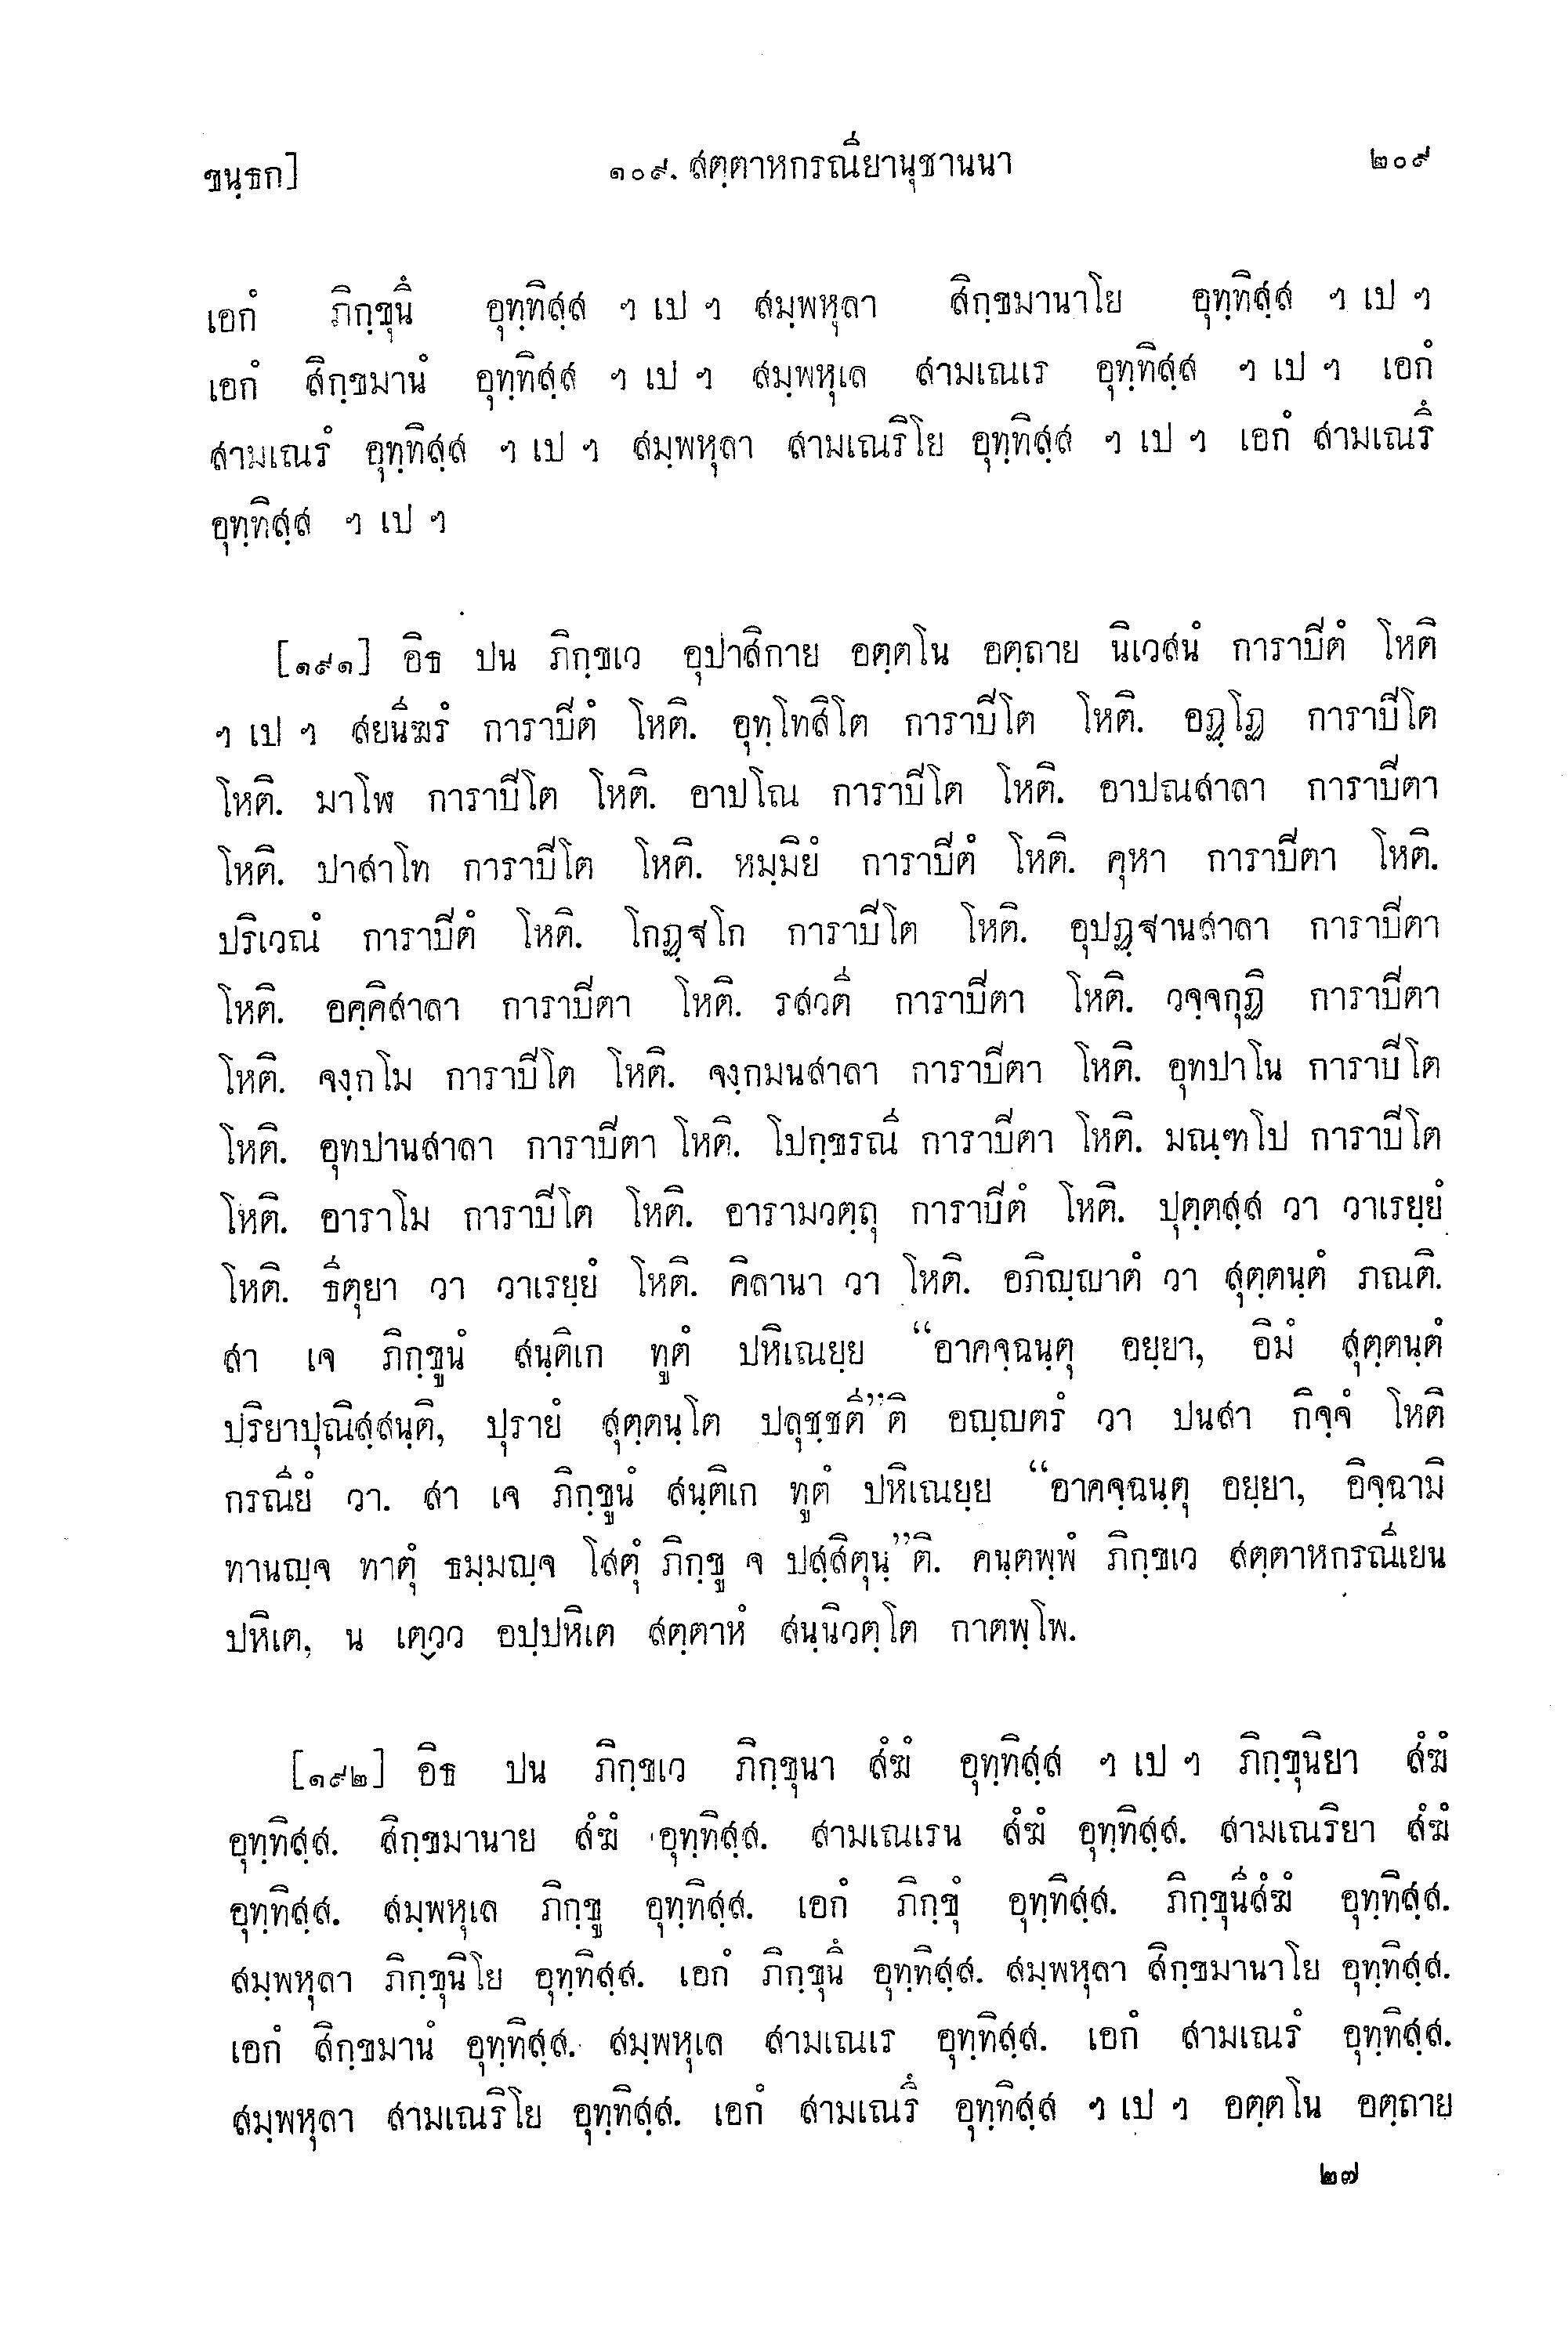 ขนฺธก]
๑๐๙. สตฺตาหกรณียานุชานนา
๒๐๙
เอกํ ภิกฺขุนึ อุทฺทิสฺส ฯ เป ฯ สมฺพหุลา สิกฺขมานาโย อุทฺทิสฺส ฯ เป ฯ
เอกํ สิกฺขมานํ อุทฺทิสฺส ฯ เป ฯ สมฺพหุเล สามเณเร อุทฺทิสฺส ฯ เป ฯ เอกํ
สามเณรํ อุทฺทิสฺส ฯ เป ฯ สมฺพหุลา สามเณริโย อุทฺทิสฺส ฯ เป ฯ เอกํ สามเณรึ
อุทฺทิสฺส ฯ เป ฯ
[๑๙๑] อิธ ปน ภิกฺขเว อุปาสิกาย อตฺตโน อตฺถาย นิเวสนํ การาปิตํ โหติ
ฯ เป ฯ สยนีฆรํ การาปิตํ โหติ. อุทฺโทสิโต การาปิโต โหติ. อฏฺโฏ การาปิโต
โหติ. มาโฬ การาปิโต โหติ. อาปโณ การาปิโต โหติ. อาปณสาลา การาปิตา
โหติ. ปาสาโท การาปิโต โหติ. หมฺมิยํ การาปิตํ โหติ. คุหา การาปิตา โหติ.
ปริเวณํ การาปิตํ โหติ. โกฏฺฐโก การาปิโต โหติ. อุปฏฺฐานสาลา การาปิตา
โหติ. อคฺคิสาลา การาปิตา โหติ. รสวตี การาปิตา โหติ. วจฺจกุฏิ การาปิตา
โหติ. จงฺกโม การาปิโต โหติ. จงฺกมนสาลา การาปิตา โหติ. อุทปาโน การาปิโต
โหติ. อุทปานสาลา การาปิตา โหติ. โปกฺขรณี การาปิตา โหติ. มณฺฑโป การาปิโต
โหติ. อาราโม การาปิโต โหติ. อารามวตฺถุ การาปิตํ โหติ. ปุตฺตสฺส วา วาเรยฺยํ
โหติ. ธีตุยา วา วาเรยฺยํ โหติ. คิลานา วา โหติ. อภิญฺญาตํ วา สุตฺตนฺตํ ภณติ.
สา เจ ภิกฺขูนํ สนฺติเก ทูตํ ปหิเณยฺย “อาคจฺฉนฺตุ อยฺยา, อิมํ สุตฺตนฺตํ
ปริยาปุณิสฺสนฺติ, ปุรายํ สุตฺตนฺโต ปลุชฺชตี”ติ อญฺญตรํ วา ปนสา กิจฺจํ โหติ
กรณียํ วา. สา เจ ภิกฺขูนํ สนฺติเก ทูตํ ปหิเณยฺย “อาคจฺฉนฺตุ อยฺยา, อิจฺฉามิ
ทานญฺจ ทาตุํ ธมฺมญฺจ โสตุํ ภิกฺขู จ ปสฺสิตุนฺ”ติ. คนฺตพฺพํ ภิกฺขเว สตฺตาหกรณีเยน
ปหิเต, น เตฺวว อปฺปหิเต สตฺตาหํ สนฺนิวตฺโต กาตพฺโพ.
[๑๙๒] อิธ ปน ภิกฺขเว ภิกฺขุนา สํฆํ อุทฺทิสฺส ฯ เป ฯ ภิกฺขุนิยา สํฆํ
อุทฺทิสฺส. สิกฺขมานาย สํฆํ อุทฺทิสฺส. สามเณเรน สํฆํ อุทฺทิสฺส. สามเณริยา สํฆํ
อุทฺทิสฺส. สมฺพหุเล ภิกฺขู อุทฺทิสฺส. เอกํ ภิกฺขุํ อุทฺทิสฺส. ภิกฺขุนีสํฆํ อุทฺทิสฺส.
สมฺพหุลา ภิกฺขุนิโย อุทฺทิสฺส. เอกํ ภิกฺขุนึ อุทฺทิสฺส. สมฺพหุลา สิกฺขมานาโย อุทฺทิสฺส.
เอกํ สิกฺขมานํ อุทฺทิสฺส. สมฺพหุเล สามเณเร อุทฺทิสฺส. เอกํ สามเณรํ อุทฺทิสฺส.
สมฺพหุลา สามเณริโย อุทฺทิสฺส. เอกํ สามเณรึ อุทฺทิสฺส ฯ เป ฯ อตฺตโน อตฺถาย
๒๗